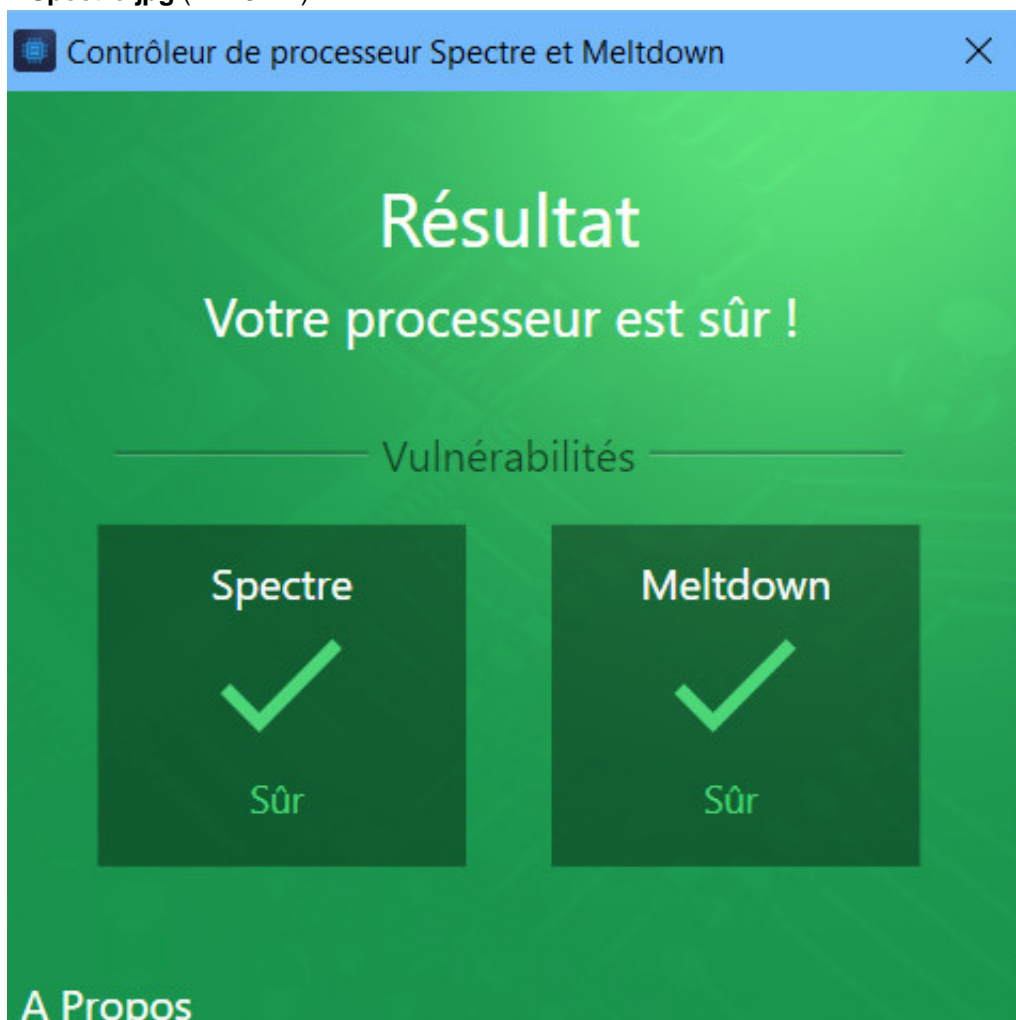 Contrôleur de processeur Spectre et Meltdown
Résultat
Votre processeur est sûr !
Vulnérabilités
Spectre
Meltdown
Sûr
Sûr
A Propos